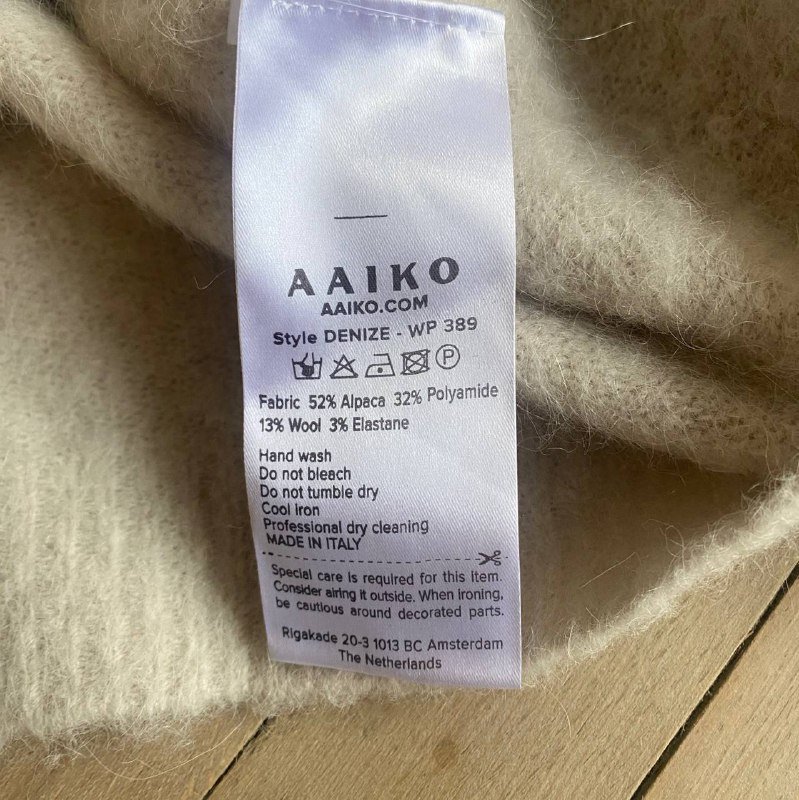 AAIKO
AAIKO.COM
Style DENIZE - WP 389
P
Fabric 52% Alpaca 32% Polyamide
13% Wool 3% Elastane
Hand wash
Do not bleach
Do not tumble dry
Cool iron
Professional dry cleaning
MADE IN ITALY
Special care is required for this item.
Consider airing it outside. When ironing,
be cautious around decorated parts.
Rigakade 20-3 1013 BC Amsterdam
The Netherlands